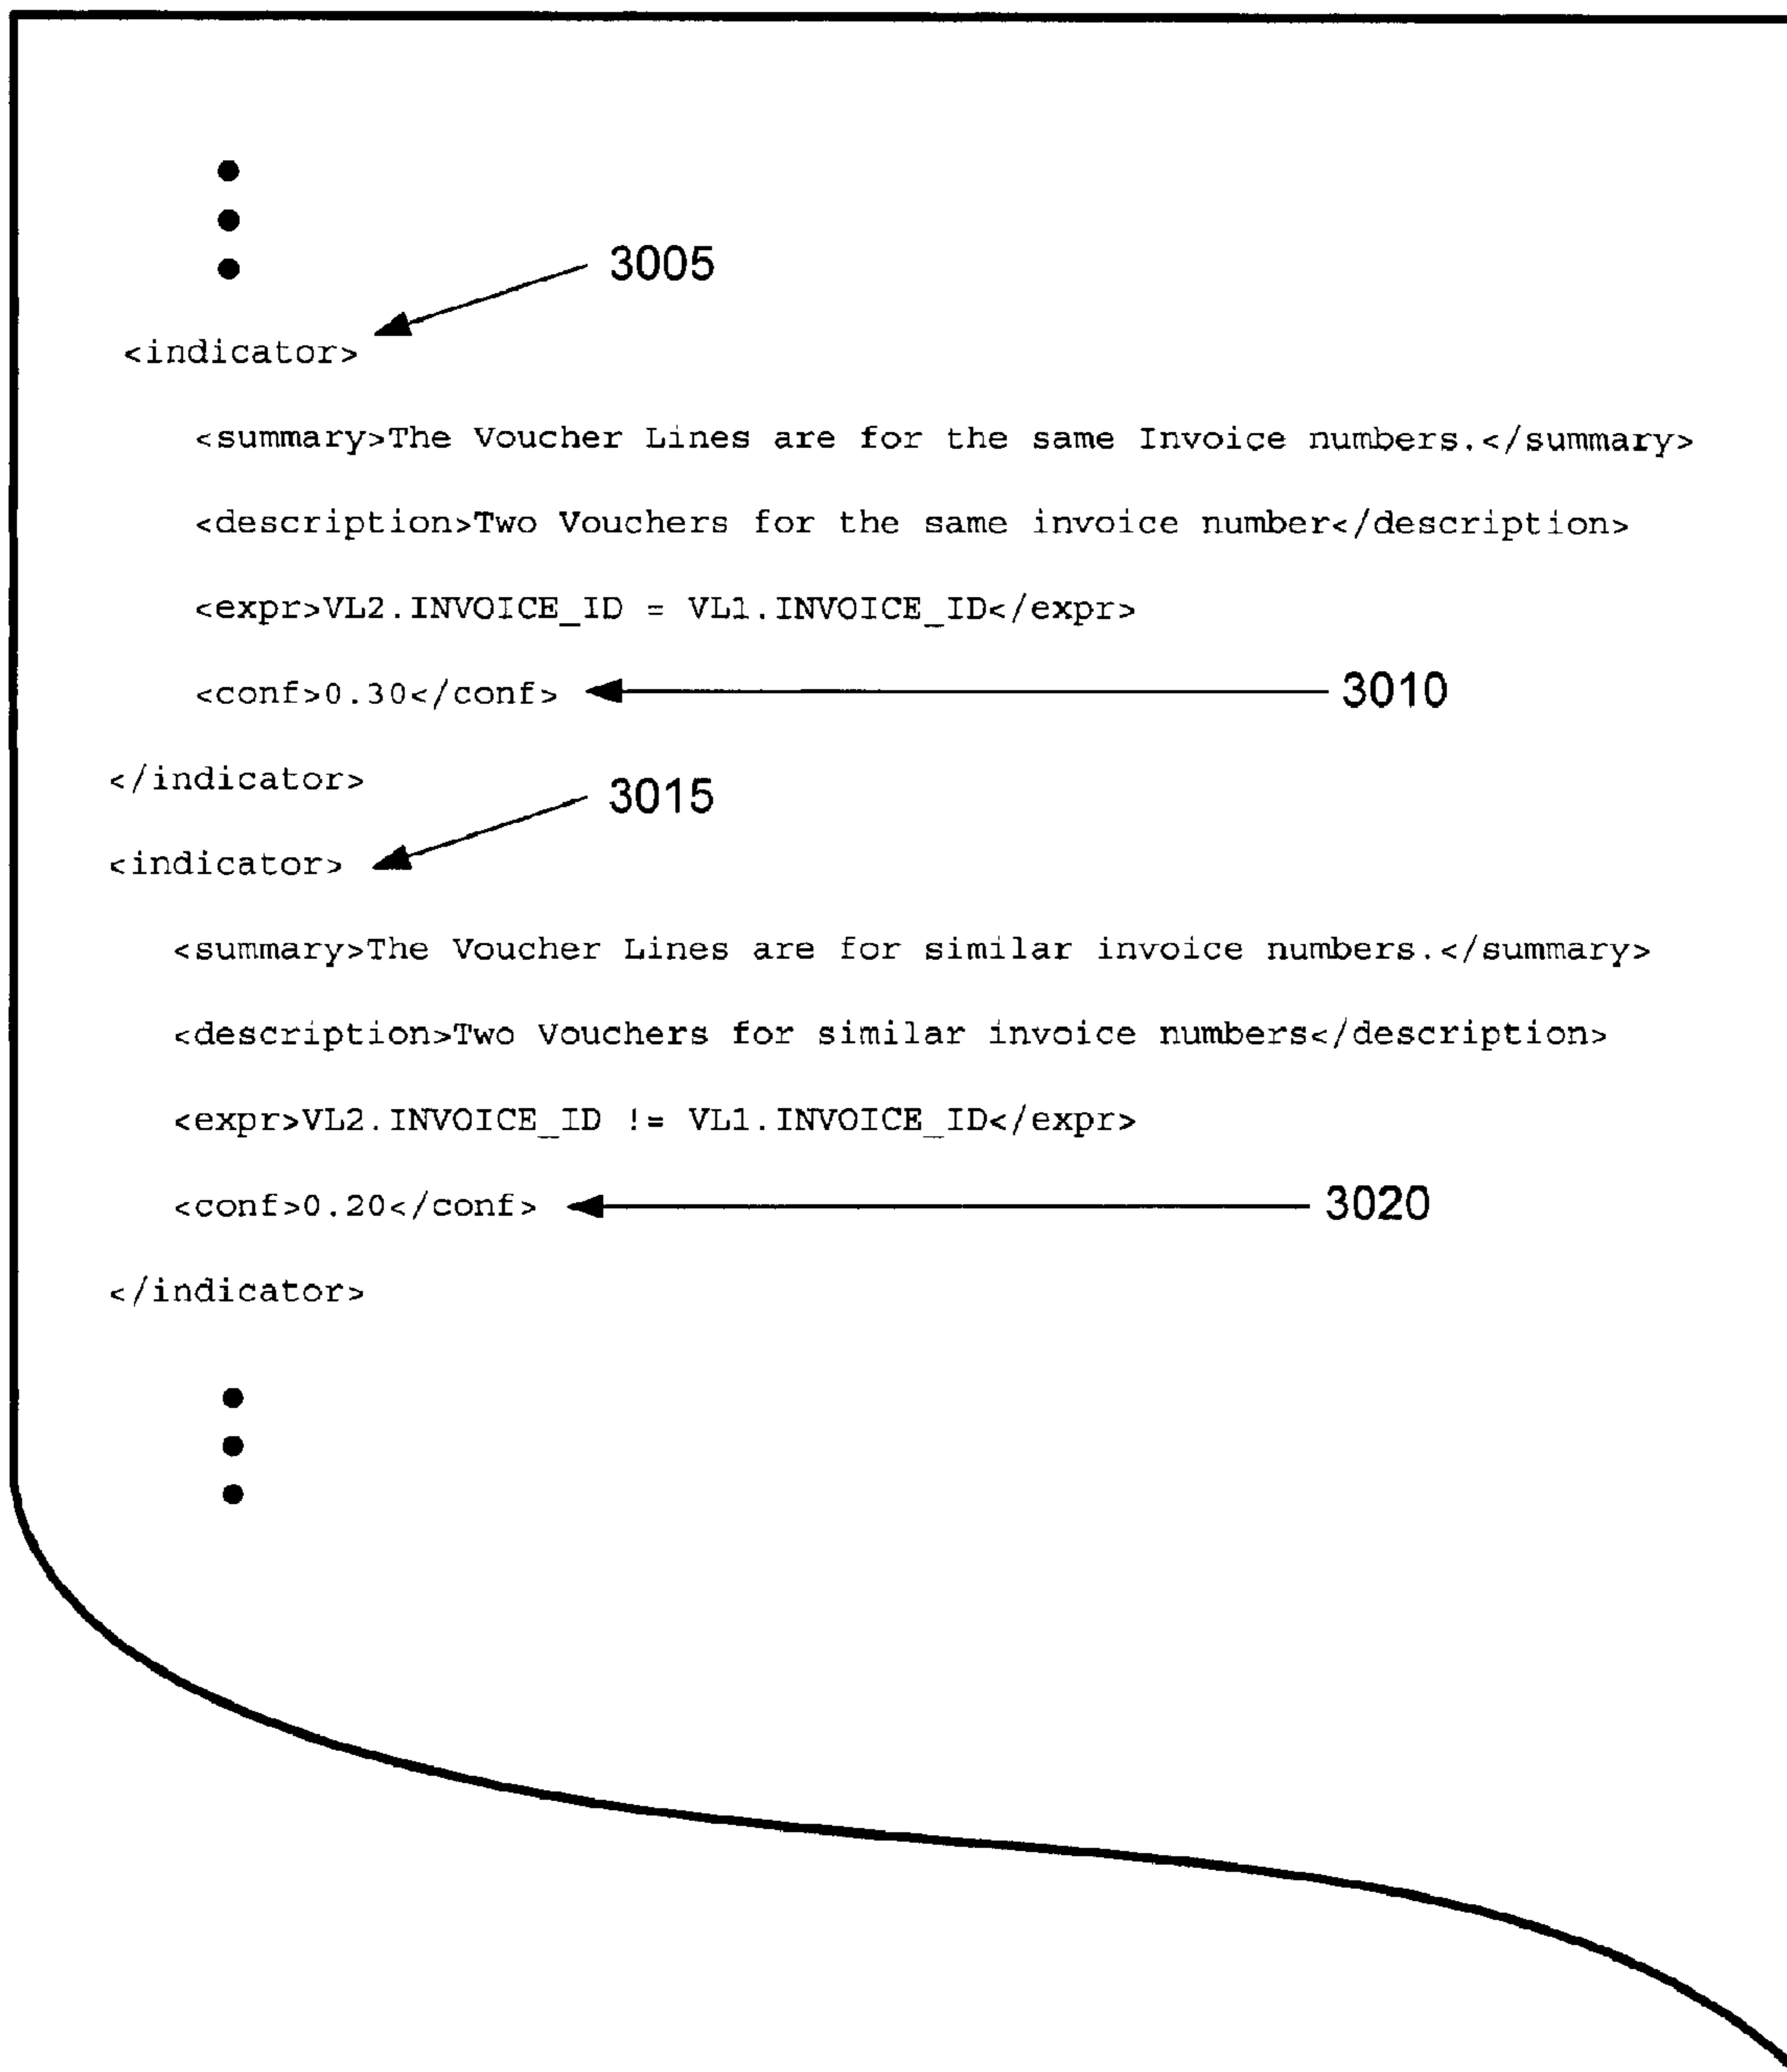 3005
<indicator>
<summary>The Voucher Lines are for the same Invoice numbers.</summary>
<description>Two Vouchers for the same invoice number</description>
<expr>VL2.INVOICE_ID = VL1.INVOICE_ID</expr>
<conf>0.30</conf> 3010
</indicator>
3015
<indicator>
<summary>The Voucher Lines are for similar invoice numbers.</summary>
<description>Two Vouchers for similar invoice numbers</description>
<expr>VL2.INVOICE_ID != VL1.INVOICE_ID</expr>
<conf>0.20</conf> 3020
</indicator>